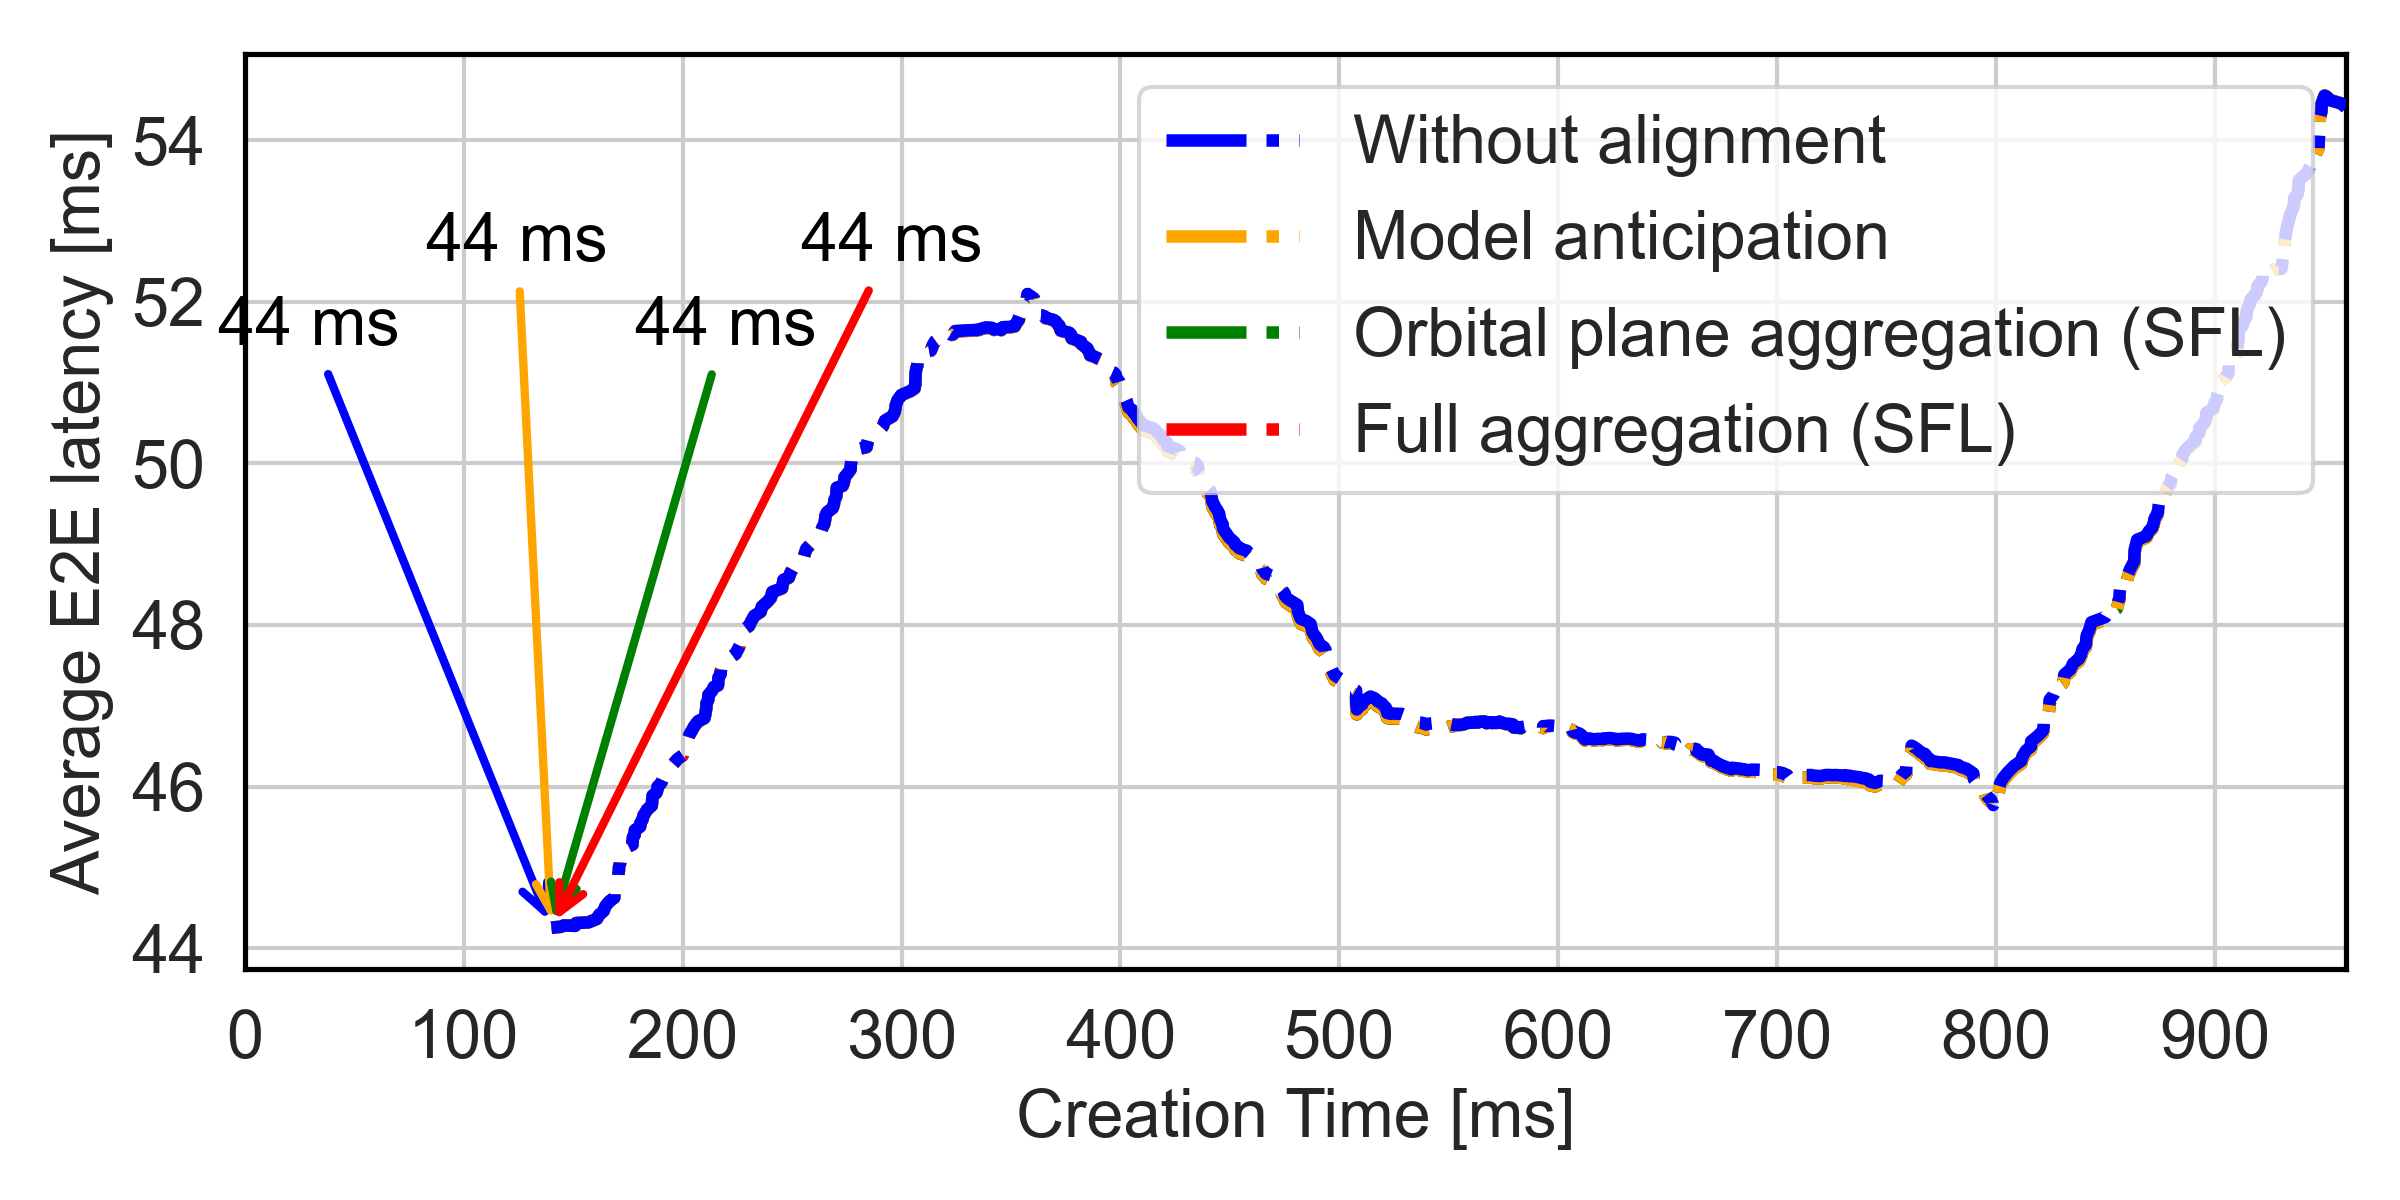 Average E2E latency [ms]
54
52
50
48
46
44
44 ms
44 ms
44 ms
44 ms
Without alignment
Model anticipation
Orbital plane aggregation (SFL)
Full aggregation (SFL)
0 100 200 300 400 500 600 700 800 900
Creation Time [ms]